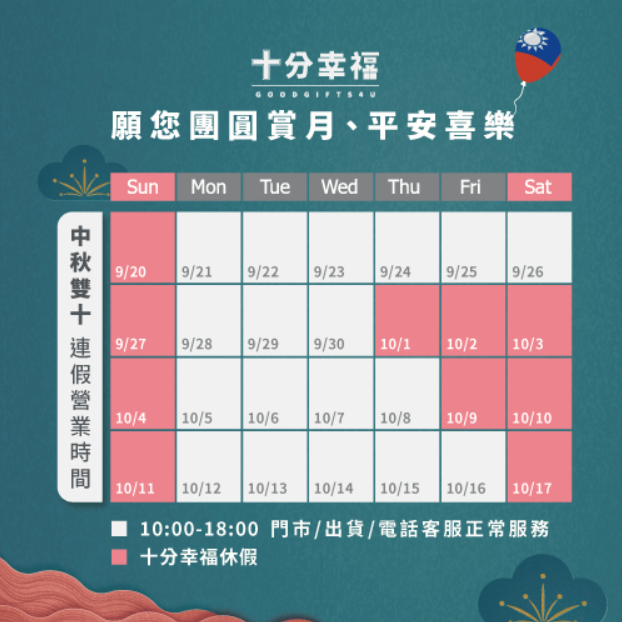 十分幸福
GOODGIFTS4U
願您團圓賞月、平安喜樂
Sun Mon Tue Wed Thu Fri Sat
中秋雙十 連假營業時間
9/20 9/21 9/22 9/23 9/24 9/25 9/26
9/27 9/28 9/29 9/30 10/1 10/2 10/3
10/4 10/5 10/6 10/7 10/8 10/9 10/10
10/11 10/12 10/13 10/14 10/15 10/16 10/17
10:00-18:00 門市/出貨/電話客服正常服務
十分幸福休假